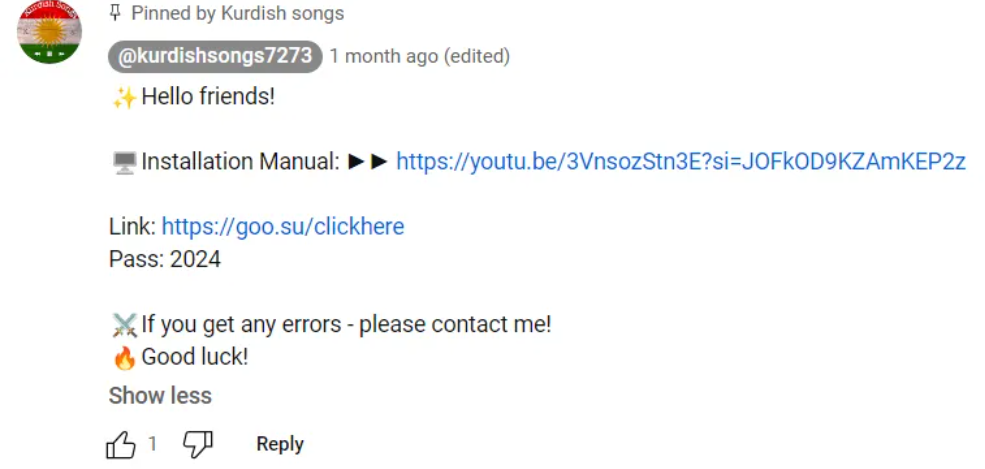 Kurdish Songs
Pinned by Kurdish songs
@kurdishsongs7273 1 month ago (edited)
✨Hello friends!
🖥️Installation Manual: ►► https://youtu.be/3VnsozStn3E?si=JOFkOD9KZAmKEP2z
Link: https://goo.su/clickhere
Pass: 2024
⚔️If you get any errors - please contact me!
🔥Good luck!
Show less
1 Reply